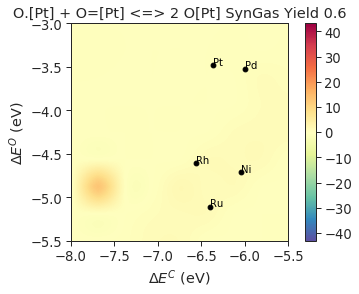 O.[Pt] + O=[Pt] <=> 2 O[Pt] SynGas Yield 0.6
−3.0
−3.5
−4.0
−4.5
−5.0
−5.5
ΔE^O (eV)
Pt
Pd
Rh
Ni
Ru
−8.0 −7.5 −7.0 −6.5 −6.0 −5.5
ΔE^C (eV)
40
30
20
10
0
−10
−20
−30
−40